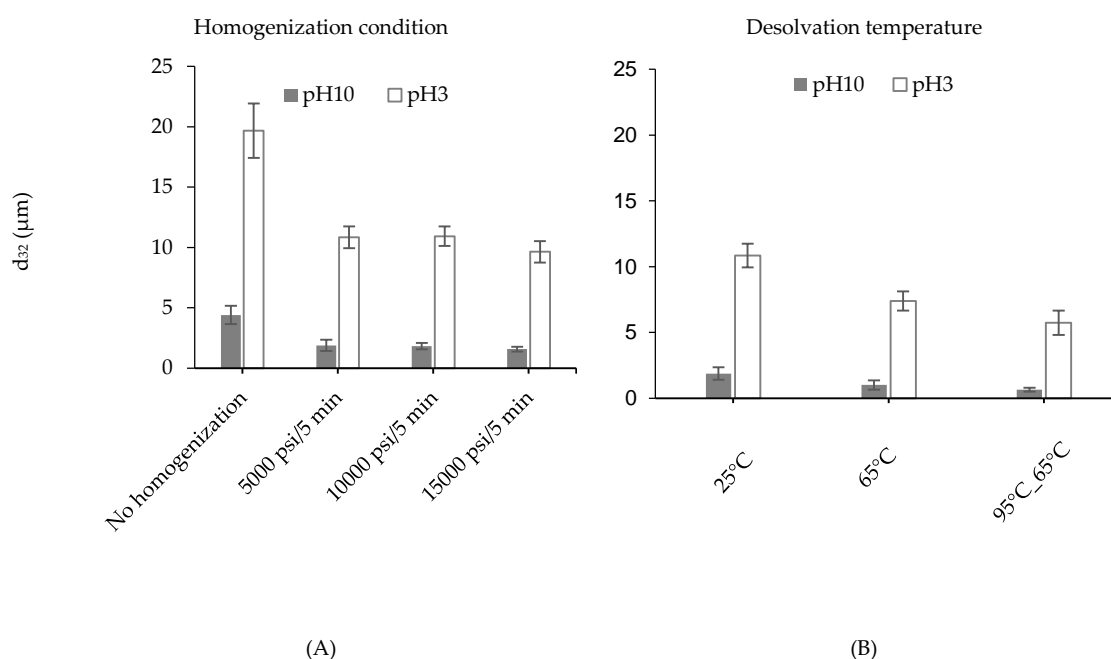 Homogenization condition
Desolvation temperature
d32 (µm)
25
20
15
10
5
0
pH10
pH3
No homogenization
5000 psi/5 min
10000 psi/5 min
15000 psi/5 min
(A)
25
20
15
10
5
0
pH10
pH3
25°C
65°C
95°C_65°C
(B)